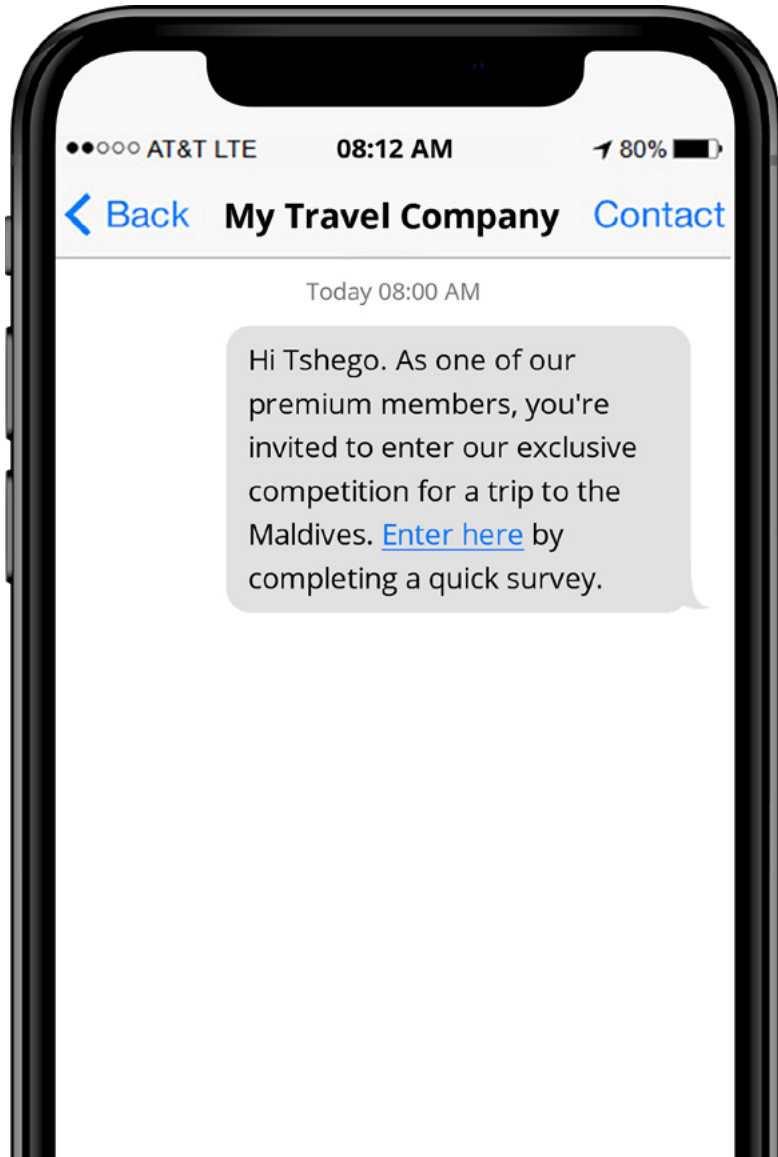 AT&T LTE 08:12 AM 80%
Back My Travel Company Contact
Today 08:00 AM
Hi Tshego. As one of our
premium members, you're
invited to enter our exclusive
competition for a trip to the
Maldives. Enter here by
completing a quick survey.